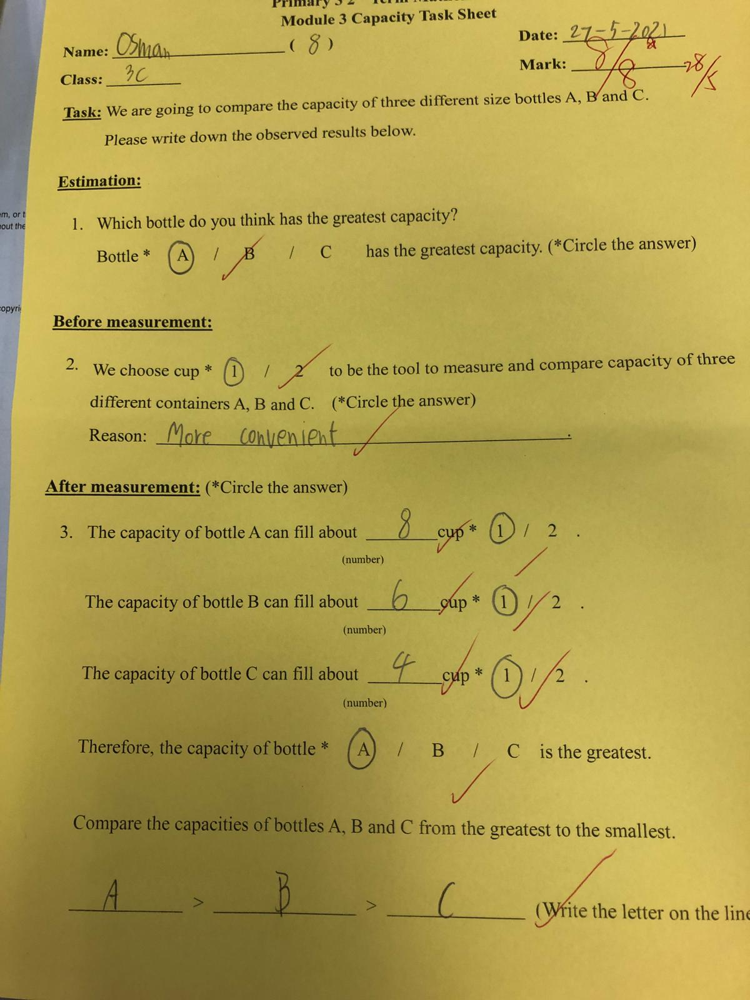 Primary 3 2 Term
Module 3 Capacity Task Sheet
Name: Osman (8) Date: 27-5-2021
Class: 3C Mark: 8/8 28/5
Task: We are going to compare the capacity of three different size bottles A, B and C.
Please write down the observed results below.
Estimation:
1. Which bottle do you think has the greatest capacity?
Bottle * A / B / C has the greatest capacity. (*Circle the answer)
Before measurement:
2. We choose cup * 1 / 2 to be the tool to measure and compare capacity of three
different containers A, B and C. (*Circle the answer)
Reason: More convenient .
After measurement: (*Circle the answer)
3. The capacity of bottle A can fill about 8 cup * 1 / 2 .
(number)
The capacity of bottle B can fill about 6 cup * 1 / 2 .
(number)
The capacity of bottle C can fill about 4 cup * 1 / 2 .
(number)
Therefore, the capacity of bottle * A / B / C is the greatest.
Compare the capacities of bottles A, B and C from the greatest to the smallest.
A > B > C (Write the letter on the line
em, or t
out the
copyri